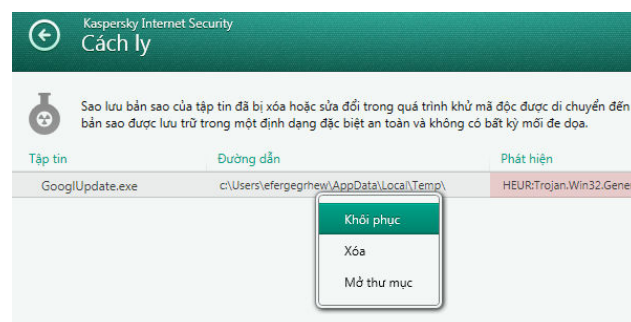 Kaspersky Internet Security
Cách ly
Sao lưu bản sao của tập tin đã bị xóa hoặc sửa đổi trong quá trình khử mã độc được di chuyển đến
bản sao được lưu trữ trong một định dạng đặc biệt an toàn và không có bất kỳ mối đe dọa.
Tập tin Đường dẫn Phát hiện
GooglUpdate.exe c:\Users\efergegrhew\AppData\Local\Temp\ HEUR:Trojan.Win32.Gene
Khôi phục
Xóa
Mở thư mục